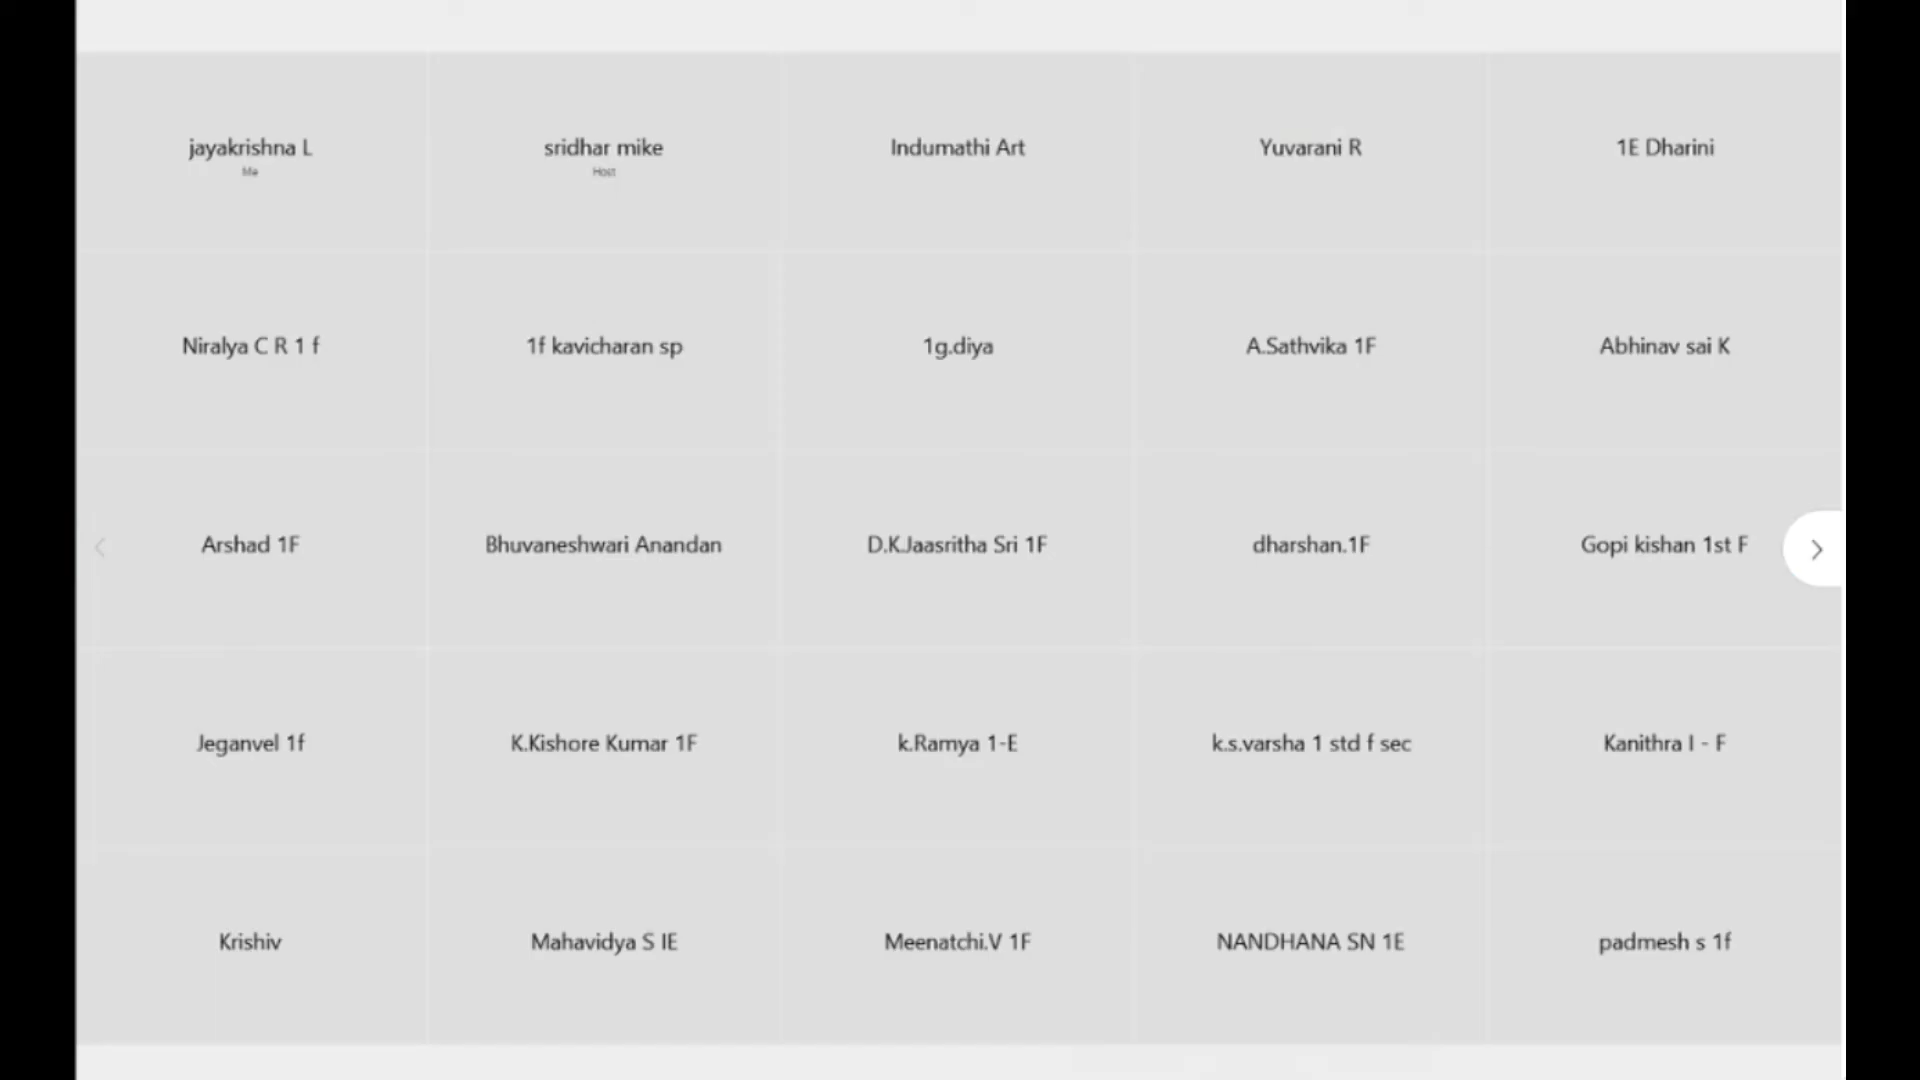 jayakrishna L
Me
sridhar mike
Host
Indumathi Art
Yuvarani R
1E Dharini
Niralya C R 1 f
1f kavicharan sp
1g.diya
A.Sathvika 1F
Abhinav sai K
Arshad 1F
Bhuvaneshwari Anandan
D.K.Jaasritha Sri 1F
dharshan.1F
Gopi kishan 1st F
Jeganvel 1f
K.Kishore Kumar 1F
k.Ramya 1-E
k.s.varsha 1 std f sec
Kanithra I - F
Krishiv
Mahavidya S IE
Meenatchi.V 1F
NANDHANA SN 1E
padmesh s 1f